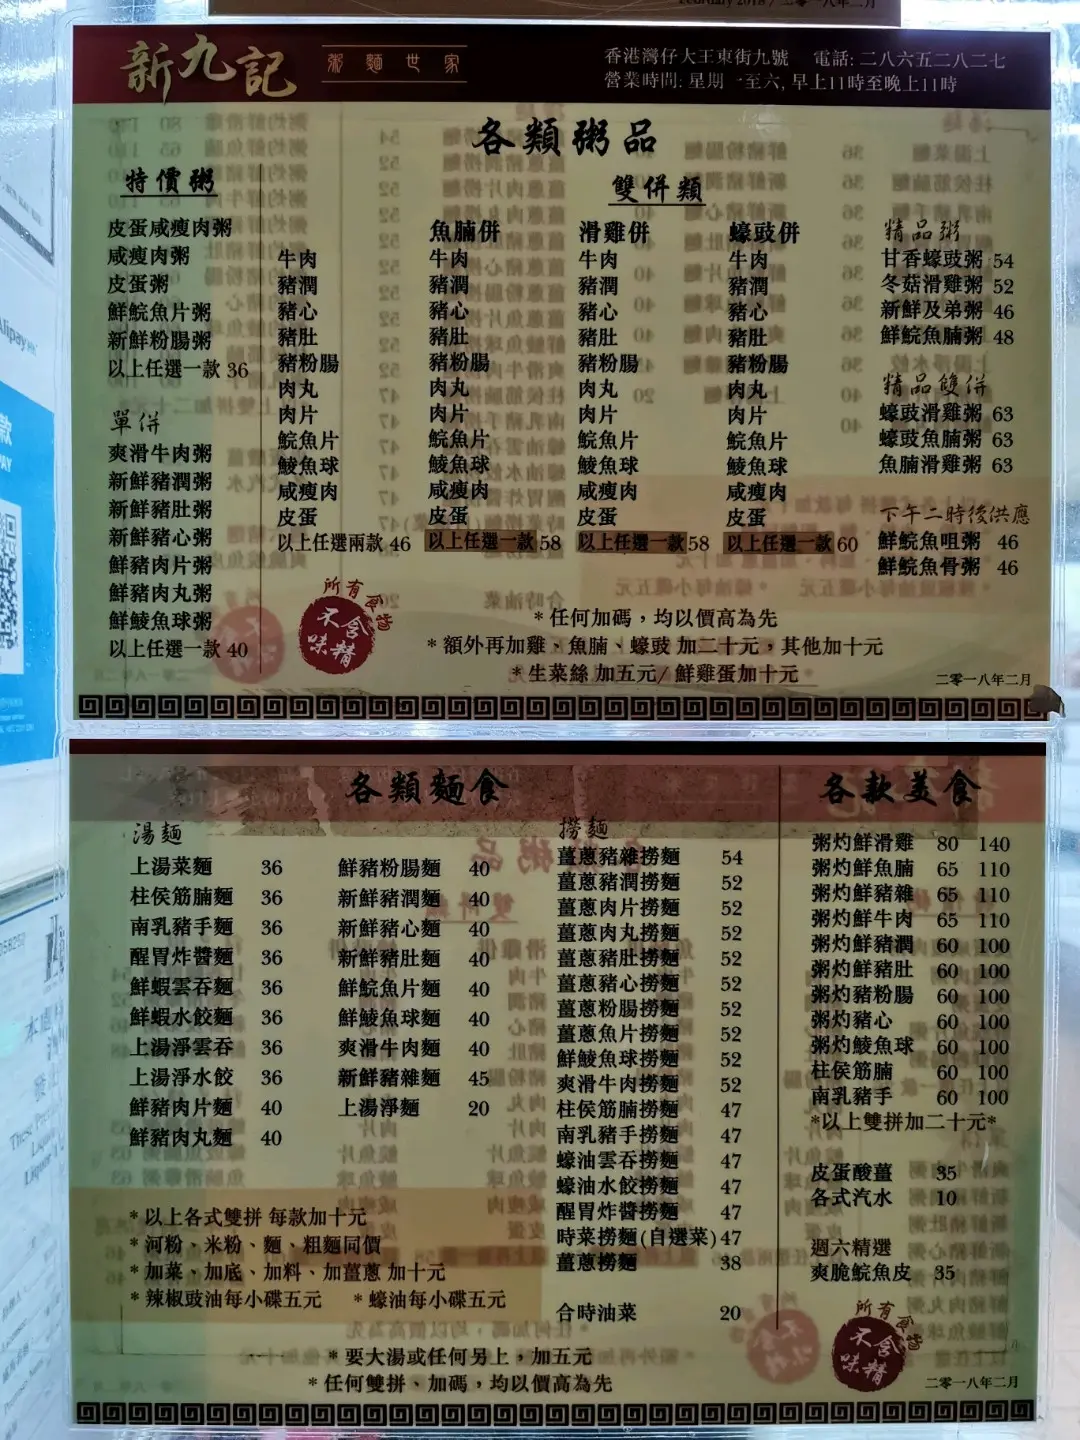 February 2018 / 二零一八年二月
新九記
粥麵世家
香港灣仔大王東街九號 電話: 二八六五二八二七
營業時間: 星期一至六, 早上11時至晚上11時
各類粥品
特價粥
皮蛋咸瘦肉粥
咸瘦肉粥
皮蛋粥
鮮鯇魚片粥
新鮮粉腸粥
以上任選一款 36
單併
爽滑牛肉粥
新鮮豬潤粥
新鮮豬肚粥
新鮮豬心粥
鮮豬肉片粥
鮮豬肉丸粥
鮮鯪魚球粥
以上任選一款 40
雙併類
牛肉
豬潤
豬心
豬肚
豬粉腸
肉丸
肉片
鯇魚片
鯪魚球
咸瘦肉
皮蛋
以上任選兩款 46
魚腩併
牛肉
豬潤
豬心
豬肚
豬粉腸
肉丸
肉片
鯇魚片
鯪魚球
咸瘦肉
皮蛋
以上任選一款 58
滑雞併
牛肉
豬潤
豬心
豬肚
豬粉腸
肉丸
肉片
鯇魚片
鯪魚球
咸瘦肉
皮蛋
以上任選一款 58
蠔豉併
牛肉
豬潤
豬心
豬肚
豬粉腸
肉丸
肉片
鯇魚片
鯪魚球
咸瘦肉
皮蛋
以上任選一款 60
精品粥
甘香蠔豉粥 54
冬菇滑雞粥 52
新鮮及弟粥 46
鮮鯇魚腩粥 48
精品雙併
蠔豉滑雞粥 63
蠔豉魚腩粥 63
魚腩滑雞粥 63
下午二時後供應
鮮鯇魚咀粥 46
鮮鯇魚骨粥 46
所有食物
不含味精
* 任何加碼，均以價高為先
* 額外再加雞、魚腩、蠔豉 加二十元，其他加十元
* 生菜絲 加五元/ 鮮雞蛋加十元
二零一八年二月
各類麵食
湯麵
上湯菜麵 36
柱侯筋腩麵 36
南乳豬手麵 36
醒胃炸醬麵 36
鮮蝦雲吞麵 36
鮮蝦水餃麵 36
上湯淨雲吞 36
上湯淨水餃 36
鮮豬肉片麵 40
鮮豬肉丸麵 40
鮮豬粉腸麵 40
新鮮豬潤麵 40
新鮮豬心麵 40
新鮮豬肚麵 40
鮮鯇魚片麵 40
鮮鯪魚球麵 40
爽滑牛肉麵 40
新鮮豬雜麵 45
上湯淨麵 20
* 以上各式雙拼 每款加十元
* 河粉、米粉、麵、粗麵同價
* 加菜、加底、加料、加薑蔥 加十元
* 辣椒豉油每小碟五元 * 蠔油每小碟五元
撈麵
薑蔥豬雜撈麵 54
薑蔥豬潤撈麵 52
薑蔥肉片撈麵 52
薑蔥肉丸撈麵 52
薑蔥豬肚撈麵 52
薑蔥豬心撈麵 52
薑蔥粉腸撈麵 52
薑蔥魚片撈麵 52
鮮鯪魚球撈麵 52
爽滑牛肉撈麵 52
柱侯筋腩撈麵 47
南乳豬手撈麵 47
蠔油雲吞撈麵 47
蠔油水餃撈麵 47
醒胃炸醬撈麵 47
時菜撈麵(自選菜) 47
薑蔥撈麵 38
合時油菜 20
* 要大湯或任何另上，加五元
* 任何雙拼、加碼，均以價高為先
各款美食
粥灼鮮滑雞 80 140
粥灼鮮魚腩 65 110
粥灼鮮豬雜 65 110
粥灼鮮牛肉 65 110
粥灼鮮豬潤 60 100
粥灼鮮豬肚 60 100
粥灼豬粉腸 60 100
粥灼豬心 60 100
粥灼鯪魚球 60 100
柱侯筋腩 60 100
南乳豬手 60 100
*以上雙拼加二十元*
皮蛋酸薑 35
各式汽水 10
週六精選
爽脆鯇魚皮 35
所有食物
不含味精
二零一八年二月